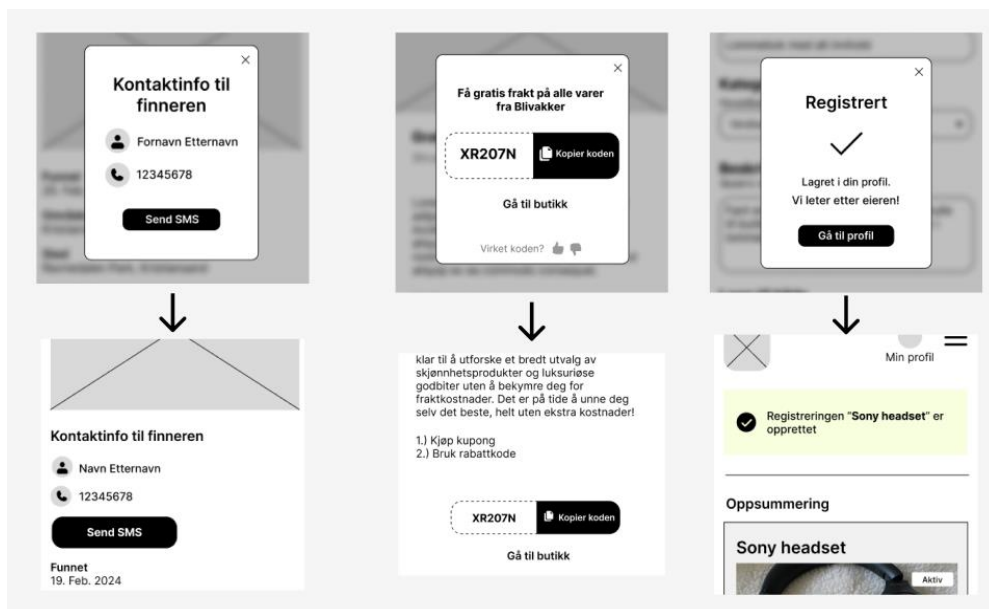 Kontaktinfo til
finneren
Fornavn Etternavn
12345678
Send SMS
Kontaktinfo til finneren
Navn Etternavn
12345678
Send SMS
Funnet
19. Feb. 2024
Få gratis frakt på alle varer
fra Blivakker
XR207N
Kopier koden
Gå til butikk
Virket koden?
klar til å utforske et bredt utvalg av
skjønnhetsprodukter og luksuriøse
godbiter uten å bekymre deg for
fraktkostnader. Det er på tide å unne deg
selv det beste, helt uten ekstra kostnader!
1.) Kjøp kupong
2.) Bruk rabattkode
XR207N
Kopier koden
Gå til butikk
Registrert
Lagret i din profil.
Vi leter etter eieren!
Gå til profil
Min profil
Registreringen "Sony headset" er
opprettet
Oppsummering
Sony headset
Aktiv